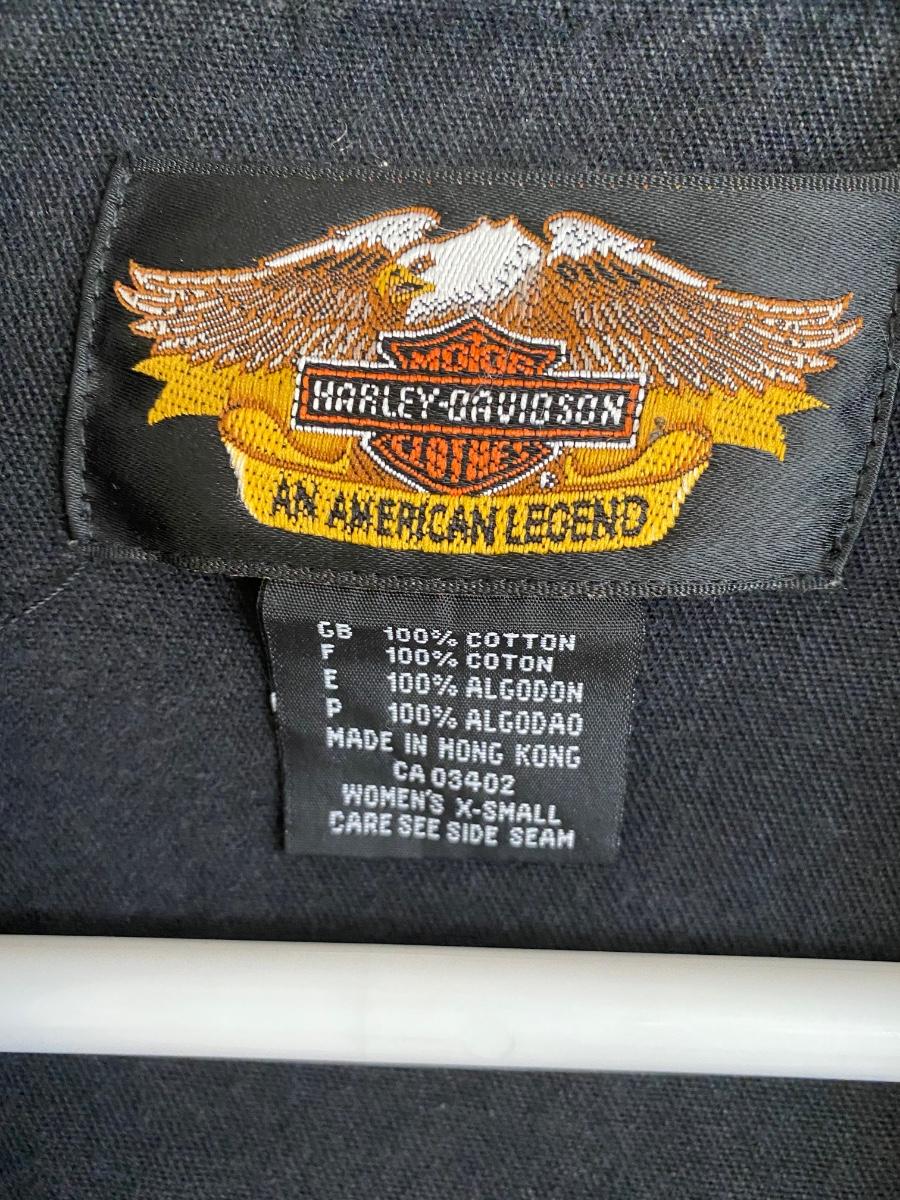 MOTOR
HARLEY-DAVIDSON
CLOTHES
®
AN AMERICAN LEGEND
GB 100% COTTON
F 100% COTON
E 100% ALGODON
P 100% ALGODAO
MADE IN HONG KONG
CA 03402
WOMEN'S X-SMALL
CARE SEE SIDE SEAM